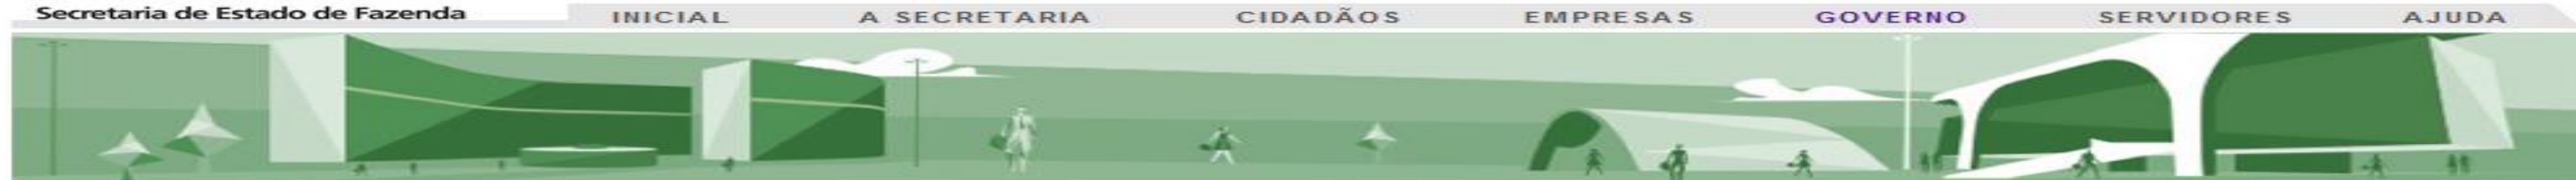 Secretaria de Estado de Fazenda
INICIAL A SECRETARIA CIDADÃOS EMPRESAS GOVERNO SERVIDORES AJUDA